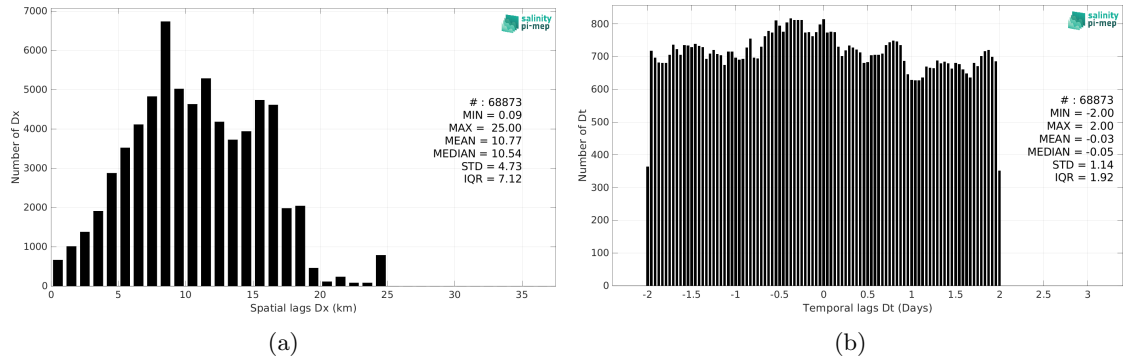 7000
6000
5000
4000
3000
2000
1000
0
Number of Dx
0 5 10 15 20 25 30 35
Spatial lags Dx (km)
salinity
pi-mep
# : 68873
MIN = 0.09
MAX = 25.00
MEAN = 10.77
MEDIAN = 10.54
STD = 4.73
IQR = 7.12
(a)
800
700
600
500
400
300
200
100
0
Number of Dt
-2 -1.5 -1 -0.5 0 0.5 1 1.5 2 2.5 3
Temporal lags Dt (Days)
salinity
pi-mep
# : 68873
MIN = -2.00
MAX = 2.00
MEAN = -0.03
MEDIAN = -0.05
STD = 1.14
IQR = 1.92
(b)